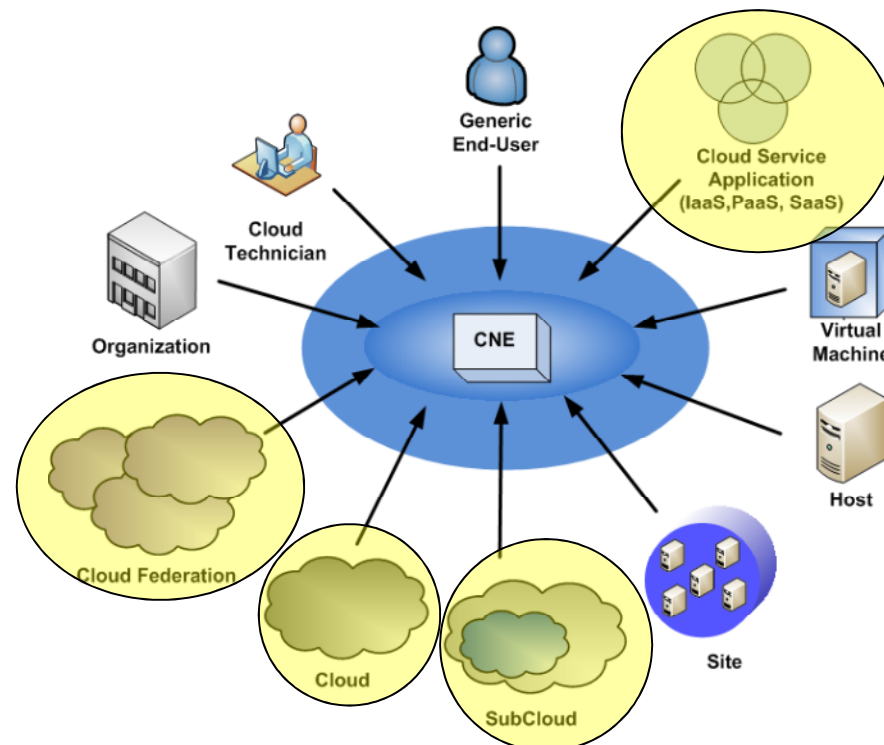 Generic
End-User
Cloud Service
Application
(IaaS,PaaS, SaaS)
Cloud
Technician
Organization
CNE
Virtual
Machine
Host
Cloud Federation
Cloud
SubCloud
Site